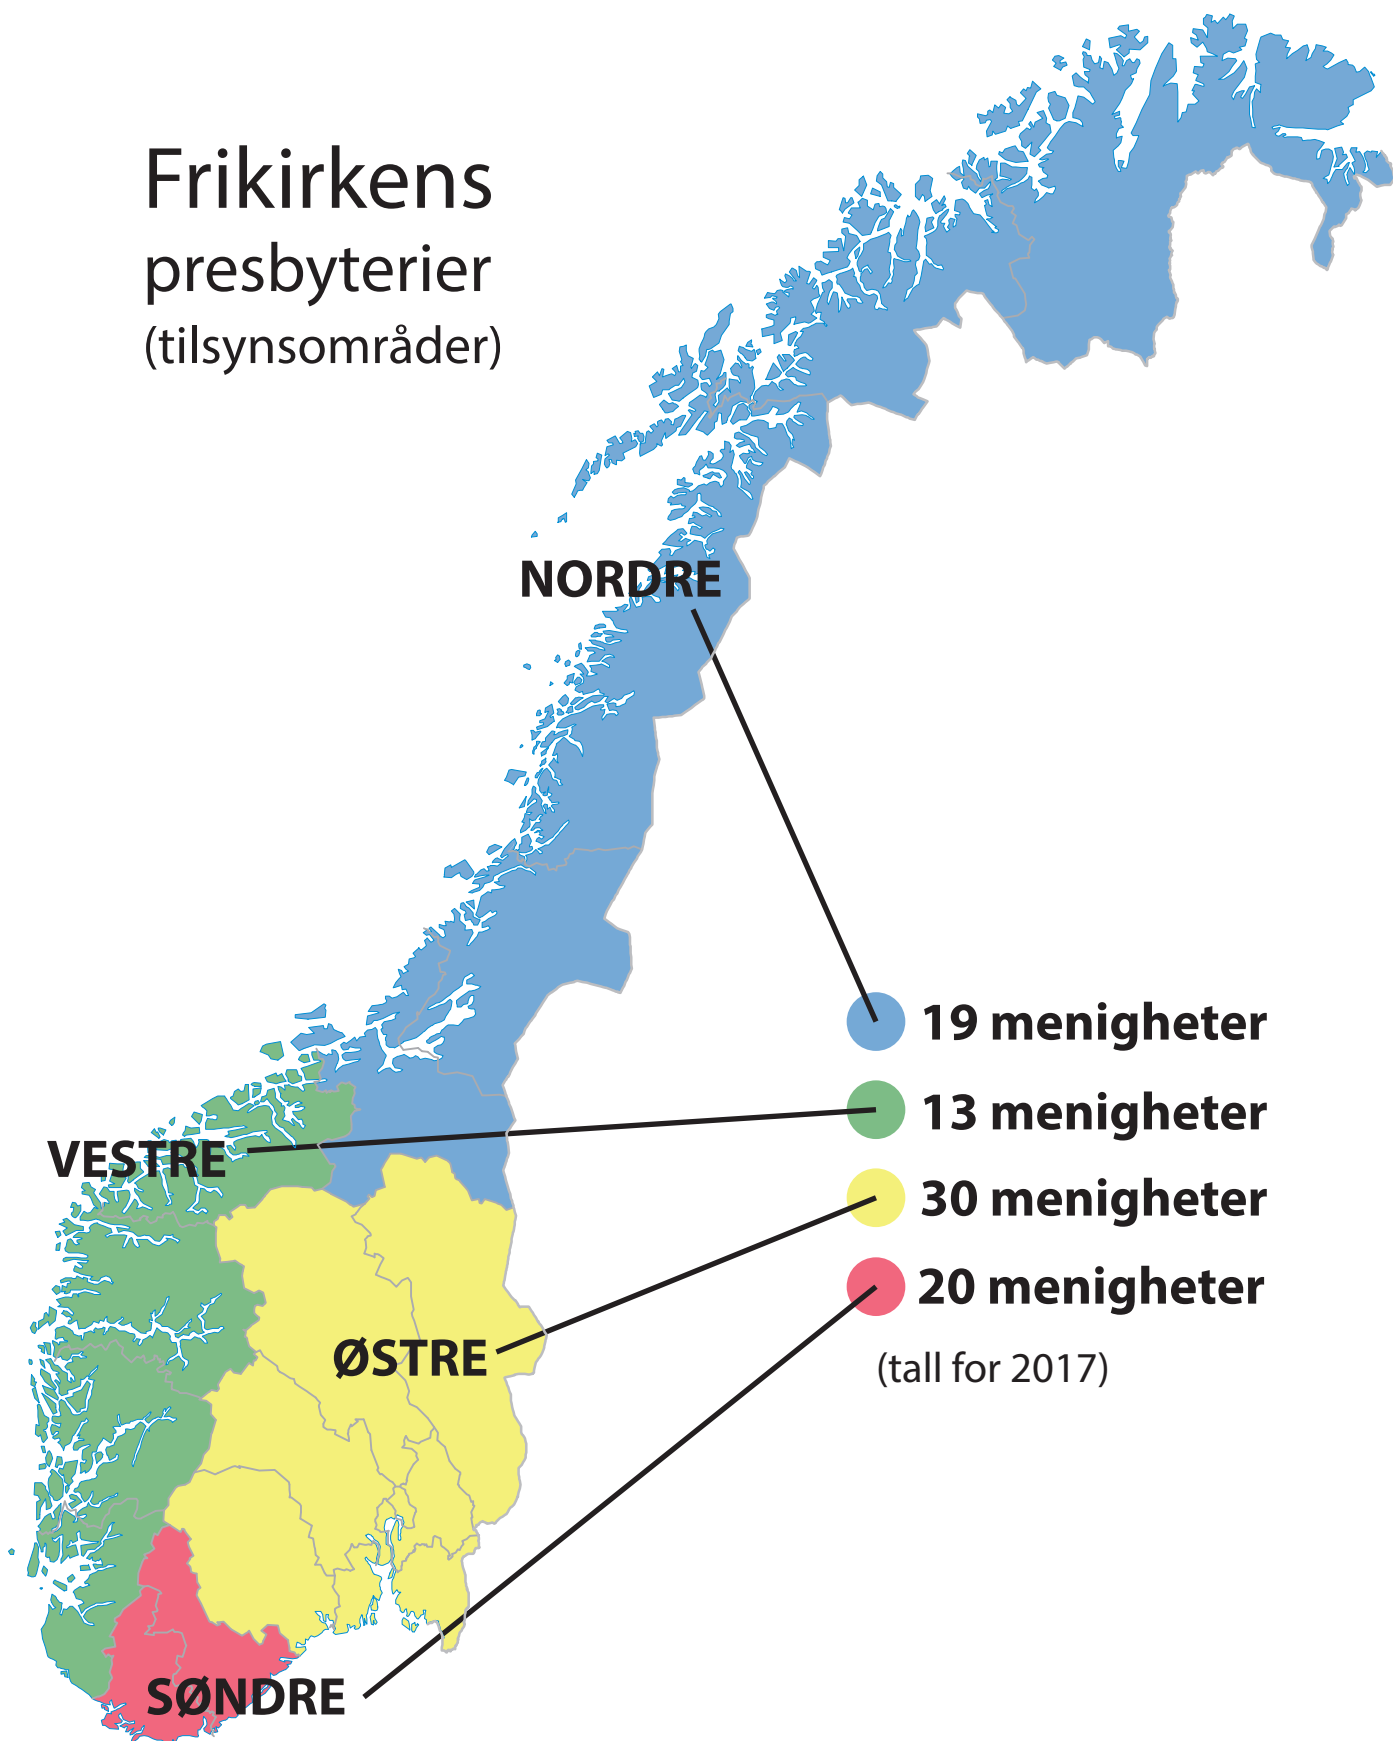 Frikirkens
presbyterier
(tilsynsområder)
NORDRE
19 menigheter
13 menigheter
VESTRE
30 menigheter
20 menigheter
ØSTRE
(tall for 2017)
SØNDRE